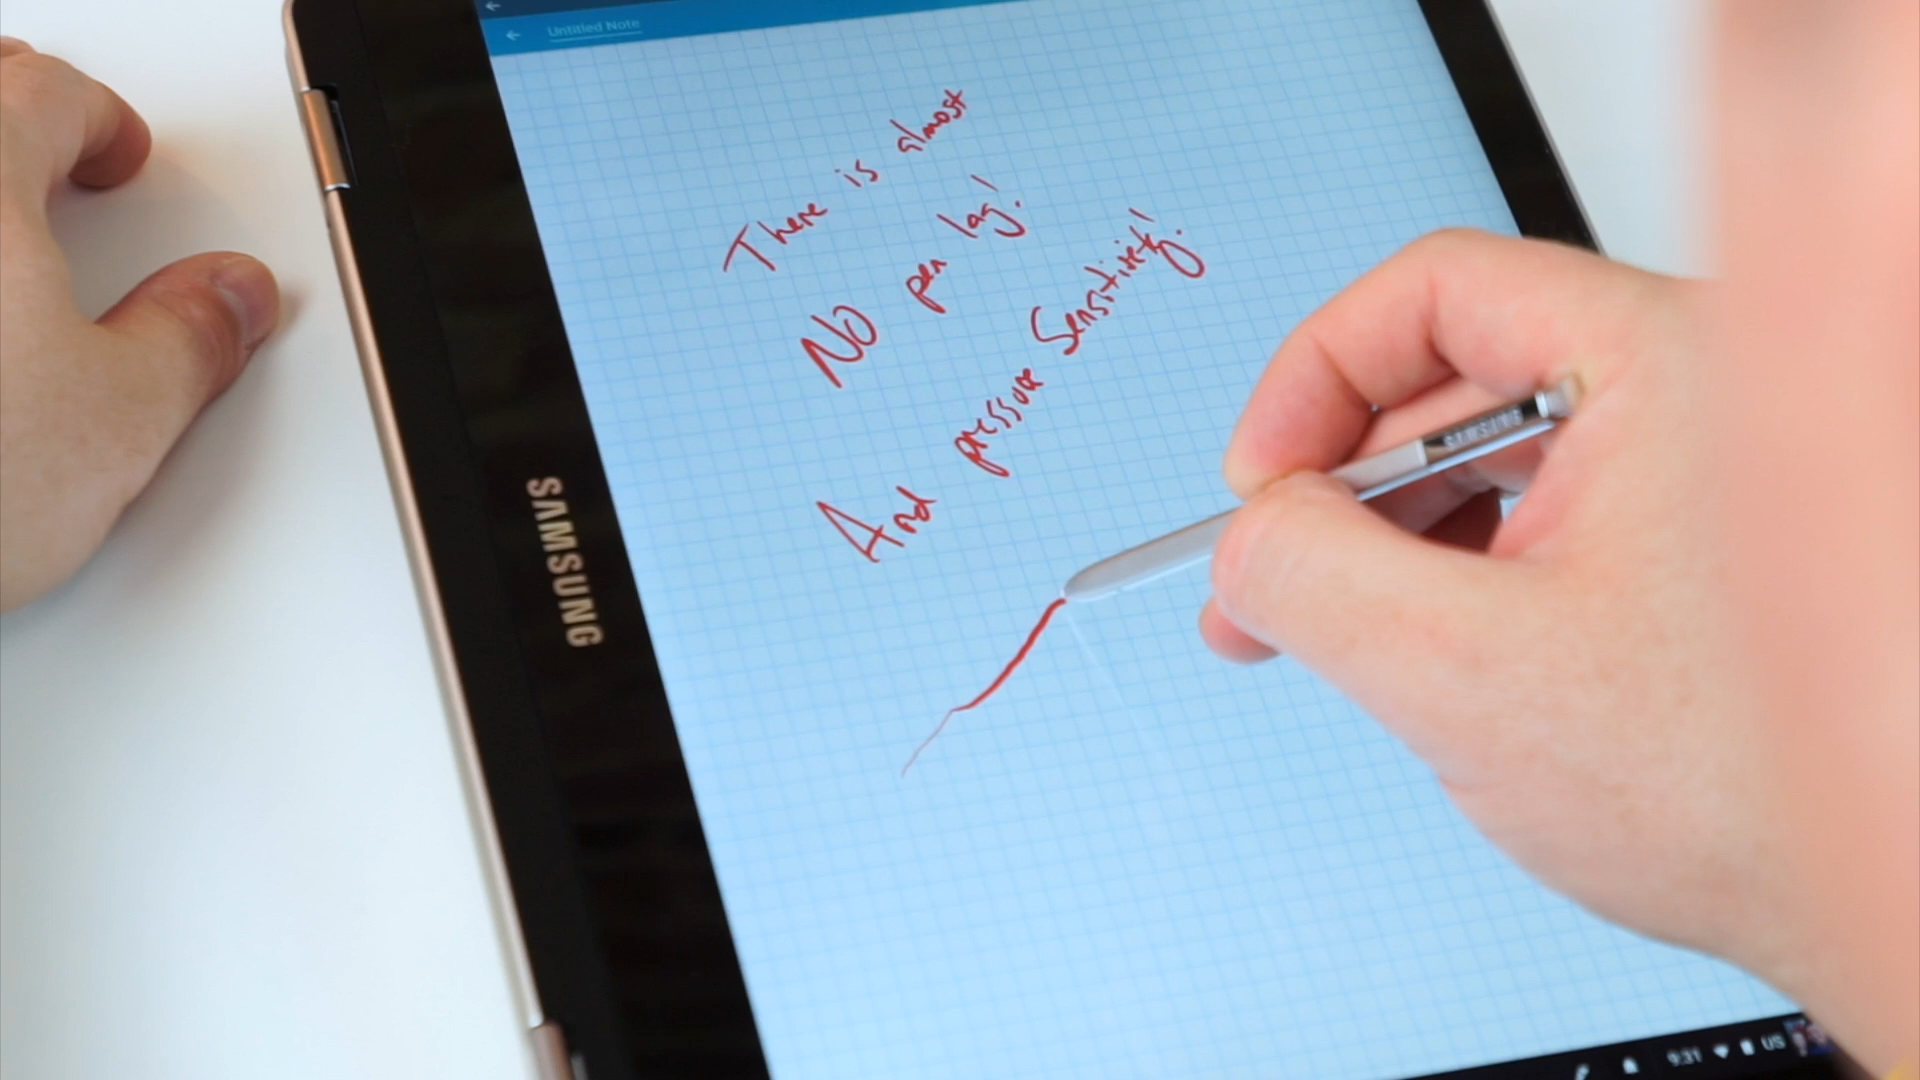 Untitled Note
There is almost
No pen lag!
And pressure Sensitivity!
SAMSUNG
SAMSUNG
9:31 US